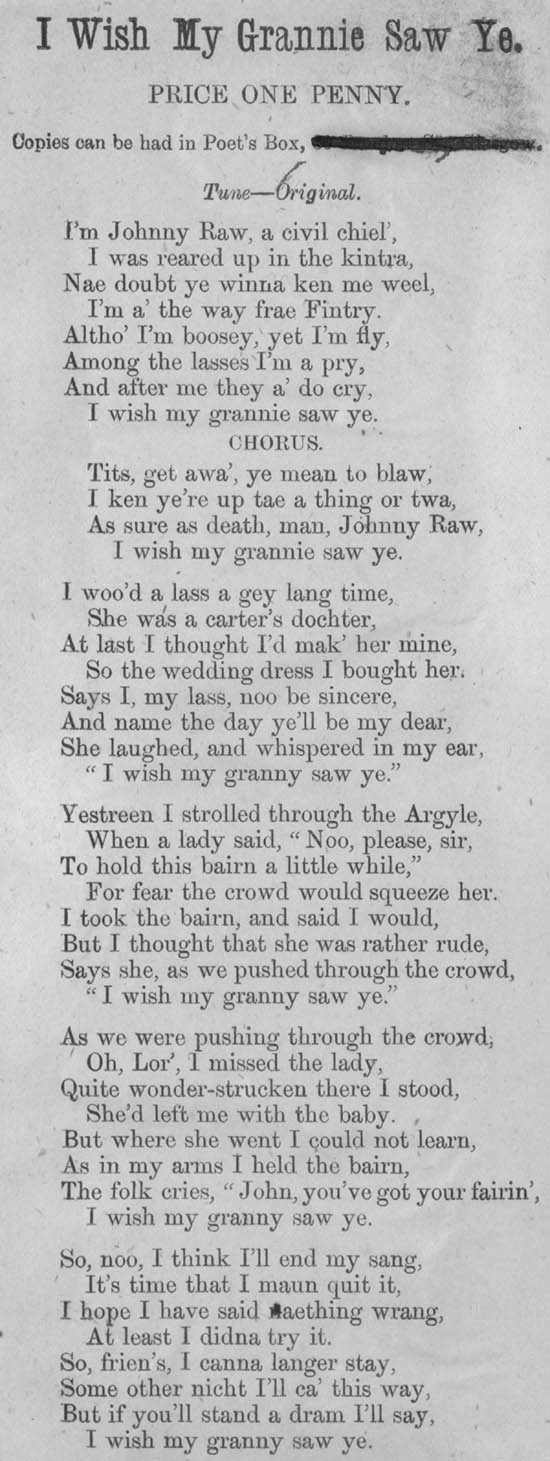 I Wish My Grannie Saw Ye.
PRICE ONE PENNY.
Copies can be had in Poet's Box,
Tune—Original.
I'm Johnny Raw, a civil chiel',
I was reared up in the kintra,
Nae doubt ye winna ken me weel,
I'm a' the way frae Fintry.
Altho' I'm boosey, yet I'm fly,
Among the lasses I'm a pry,
And after me they a' do cry,
I wish my grannie saw ye.
CHORUS.
Tits, get awa', ye mean to blaw,
I ken ye're up tae a thing or twa,
As sure as death, man, Johnny Raw,
I wish my grannie saw ye.
I woo'd a lass a gey lang time,
She was a carter's dochter,
At last I thought I'd mak' her mine,
So the wedding dress I bought her.
Says I, my lass, noo be sincere,
And name the day ye'll be my dear,
She laughed, and whispered in my ear,
"I wish my granny saw ye."
Yestreen I strolled through the Argyle,
When a lady said, "Noo, please, sir,
To hold this bairn a little while,"
For fear the crowd would squeeze her.
I took the bairn, and said I would,
But I thought that she was rather rude,
Says she, as we pushed through the crowd,
"I wish my granny saw ye."
As we were pushing through the crowd,
Oh, Lor', I missed the lady,
Quite wonder-strucken there I stood,
She'd left me with the baby.
But where she went I could not learn,
As in my arms I held the bairn,
The folk cries, "John, you've got your fairin',
I wish my granny saw ye.
So, noo, I think I'll end my sang,
It's time that I maun quit it,
I hope I have said naething wrang,
At least I didna try it.
So, frien's, I canna langer stay,
Some other nicht I'll ca' this way,
But if you'll stand a dram I'll say,
I wish my granny saw ye.